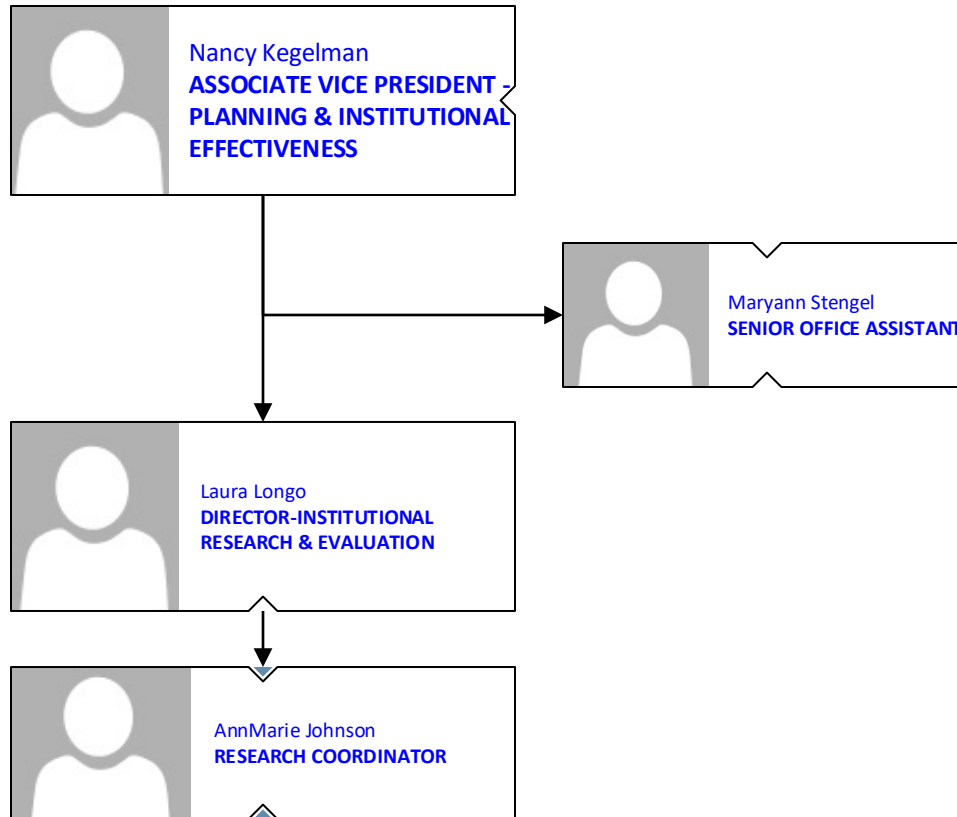 Nancy Kegelman
ASSOCIATE VICE PRESIDENT -
PLANNING & INSTITUTIONAL
EFFECTIVENESS
Maryann Stengel
SENIOR OFFICE ASSISTANT
Laura Longo
DIRECTOR-INSTITUTIONAL
RESEARCH & EVALUATION
AnnMarie Johnson
RESEARCH COORDINATOR